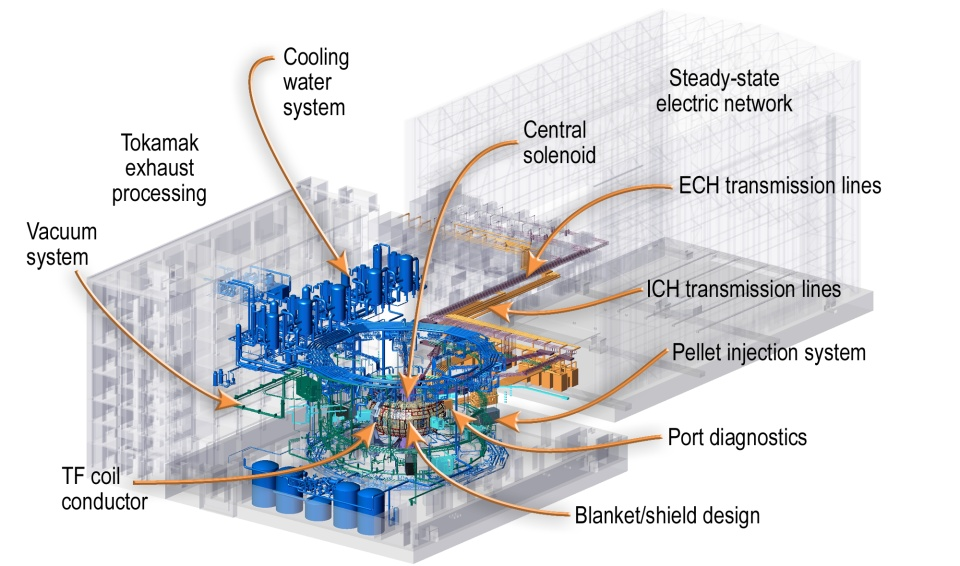 Cooling
water
system
Steady-state
electric network
Central
solenoid
Tokamak
exhaust
processing
ECH transmission lines
Vacuum
system
ICH transmission lines
Pellet injection system
Port diagnostics
TF coil
conductor
Blanket/shield design